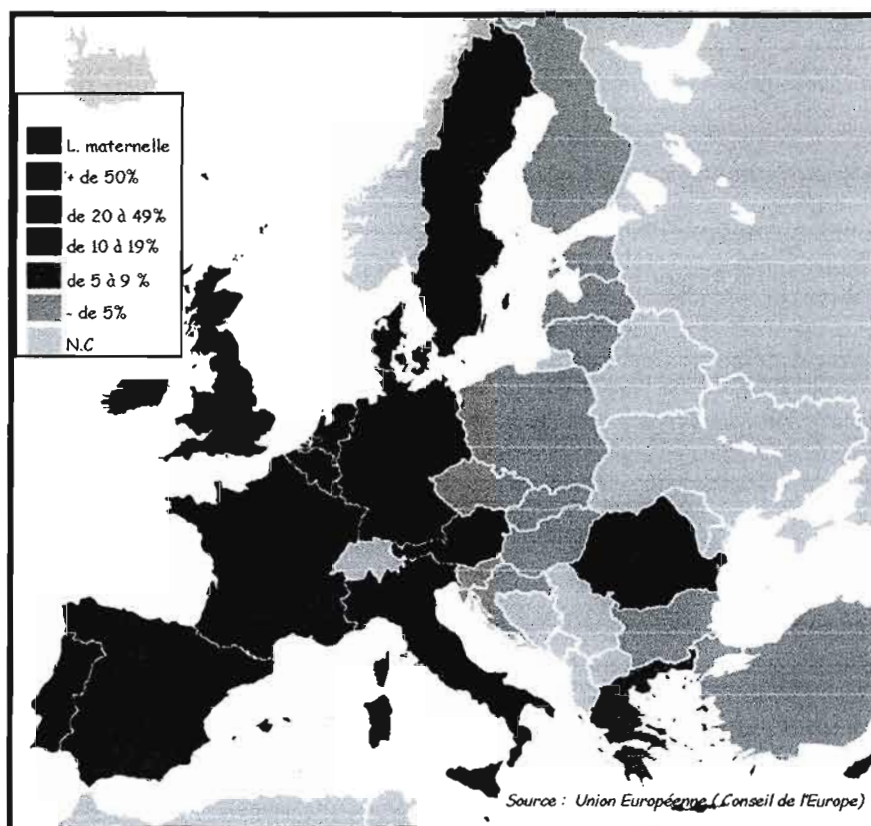 L. maternelle
+ de 50%
de 20 à 49%
de 10 à 19%
de 5 à 9 %
- de 5%
N.C
Source : Union Européenne ( Conseil de l'Europe)